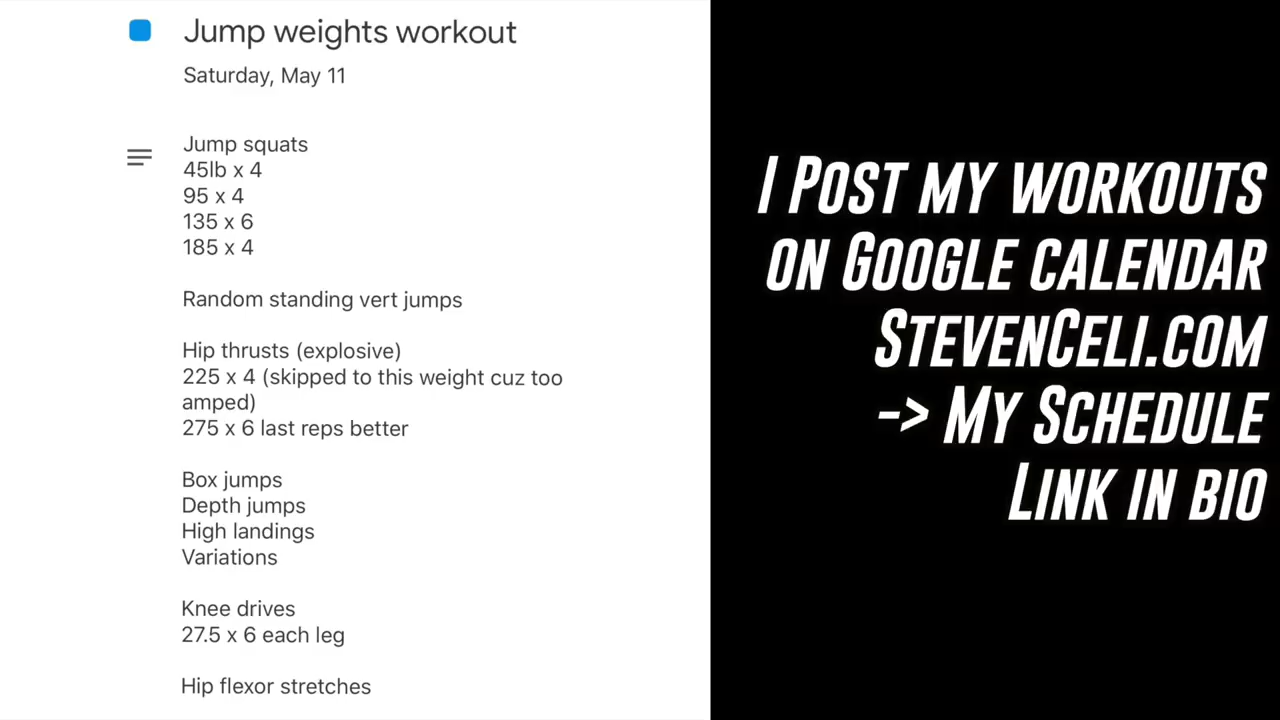 Jump weights workout
Saturday, May 11
Jump squats
45lb x 4
95 x 4
135 x 6
185 x 4
Random standing vert jumps
Hip thrusts (explosive)
225 x 4 (skipped to this weight cuz too
amped)
275 x 6 last reps better
Box jumps
Depth jumps
High landings
Variations
Knee drives
27.5 x 6 each leg
Hip flexor stretches
I Post my workouts
on Google calendar
StevenCeli.com
-> My Schedule
Link in bio